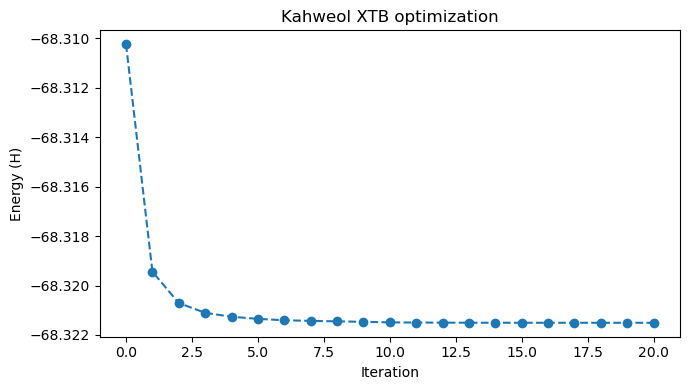 Kahweol XTB optimization
Energy (H)
−68.310
−68.312
−68.314
−68.316
−68.318
−68.320
−68.322
0.0 2.5 5.0 7.5 10.0 12.5 15.0 17.5 20.0
Iteration